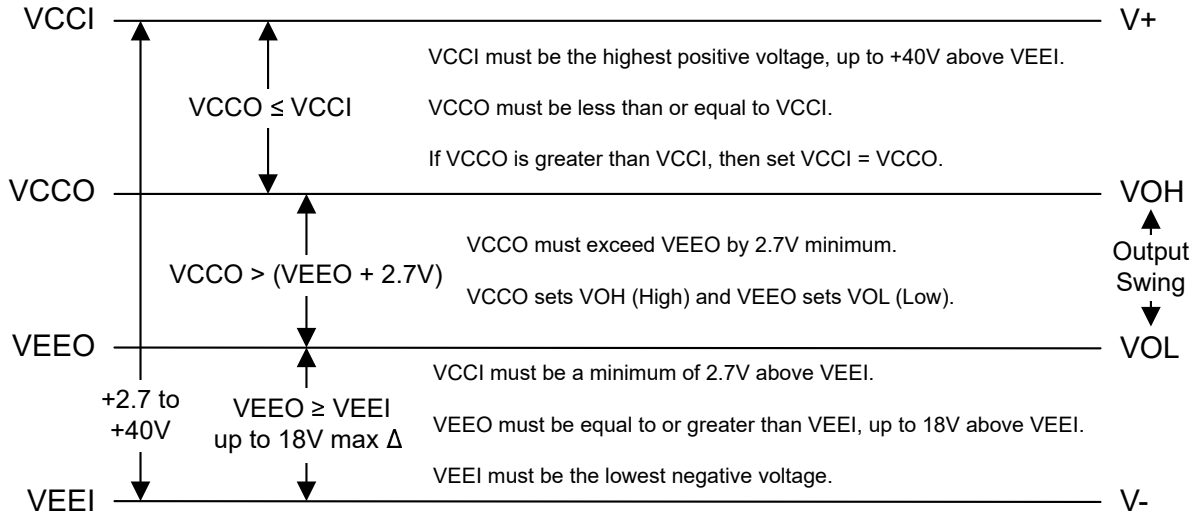 VCCI
V+
VCCI must be the highest positive voltage, up to +40V above VEEI.
VCCO ≤ VCCI
VCCO must be less than or equal to VCCI.
If VCCO is greater than VCCI, then set VCCI = VCCO.
VCCO
VOH
VCCO must exceed VEEO by 2.7V minimum.
VCCO > (VEEO + 2.7V)
Output
Swing
VCCO sets VOH (High) and VEEO sets VOL (Low).
VEEO
VOL
VCCI must be a minimum of 2.7V above VEEI.
+2.7 to
+40V
VEEO ≥ VEEI
up to 18V max Δ
VEEO must be equal to or greater than VEEI, up to 18V above VEEI.
VEEI must be the lowest negative voltage.
VEEI
V-